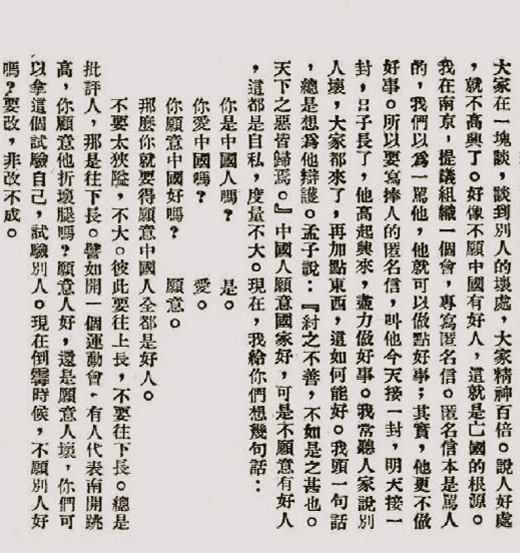 大家在一塊談，談到別人的壞處，大家精神百倍。說人好處
，就不高興了。好像不願中國有好人，這就是亡國的根源。
我在南京，提議組織一個會，專寫匿名信。匿名信本是罵人
的，我們以爲一罵他，他就可以做點好事；其實，他更不做
好事。所以要寫捧人的匿名信，叫他今天接一封，明天接一
封，日子長了，他高起興來，盡力做好事。我常聽人家說別
人壞，大家都來了，再加點東西，這如何能好。我頭一句話
，總是想爲他辯護。孟子說：『紂之不善，不如是之甚也。
天下之惡皆歸焉。』中國人願意國家好，可是不願意有好人
，這都是自私，度量不大。現在，我給你們想幾句話：
你是中國人嗎？　是。
你愛中國嗎？　愛。
你願意中國好嗎？　願意。
那麼你就要得願意中國人全都是好人。
不要太狹隘，不大。彼此要往上長，不要往下長。總是
批評人，那是往下長。譬如開一個運動會，有人代表南開跳
高，你願意他折壞腿嗎？願意人好，還是願意人壞，你們可
以拿這個試驗自己，試驗別人。現在倒霉時候，不願別人好
嗎？要改，非改不成。